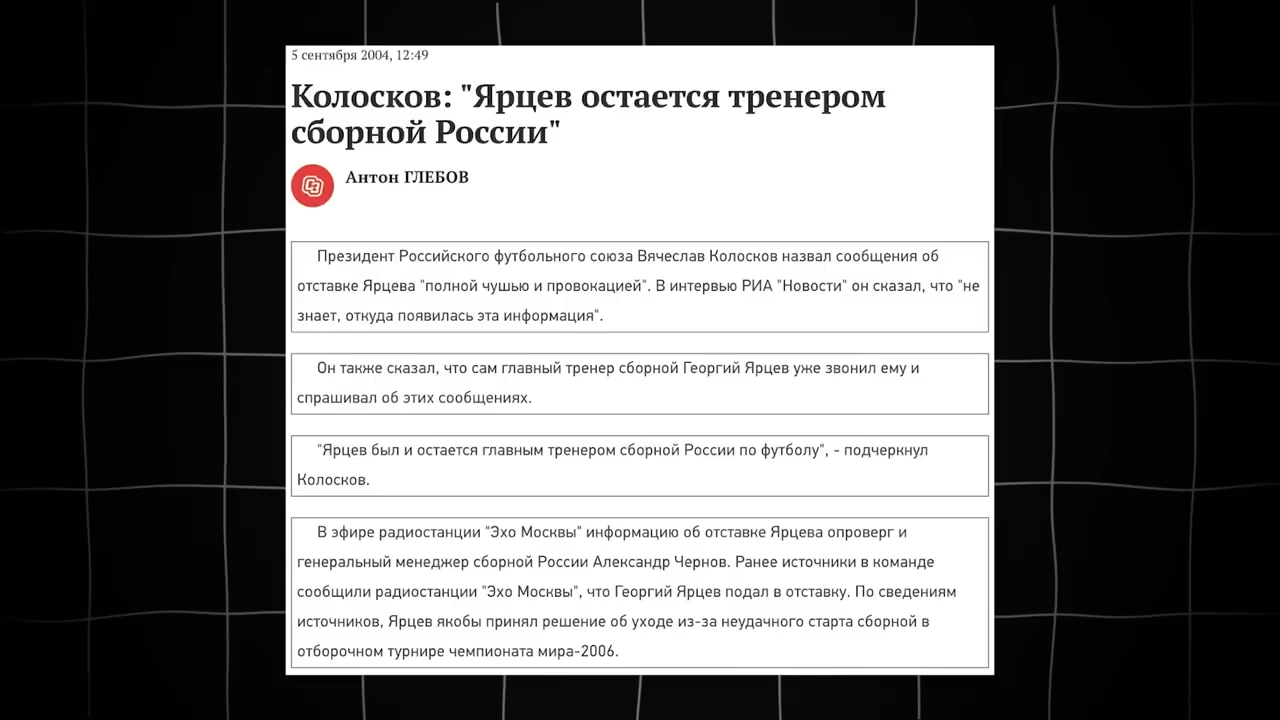 5 сентября 2004, 12:49
Колосков: "Ярцев остается тренером
сборной России"
СЭ
Антон ГЛЕБОВ
Президент Российского футбольного союза Вячеслав Колосков назвал сообщения об
отставке Ярцева "полной чушью и провокацией". В интервью РИА "Новости" он сказал, что "не
знает, откуда появилась эта информация".
Он также сказал, что сам главный тренер сборной Георгий Ярцев уже звонил ему и
спрашивал об этих сообщениях.
"Ярцев был и остается главным тренером сборной России по футболу", - подчеркнул
Колосков.
В эфире радиостанции "Эхо Москвы" информацию об отставке Ярцева опроверг и
генеральный менеджер сборной России Александр Чернов. Ранее источники в команде
сообщили радиостанции "Эхо Москвы", что Георгий Ярцев подал в отставку. По сведениям
источников, Ярцев якобы принял решение об уходе из-за неудачного старта сборной в
отборочном турнире чемпионата мира-2006.